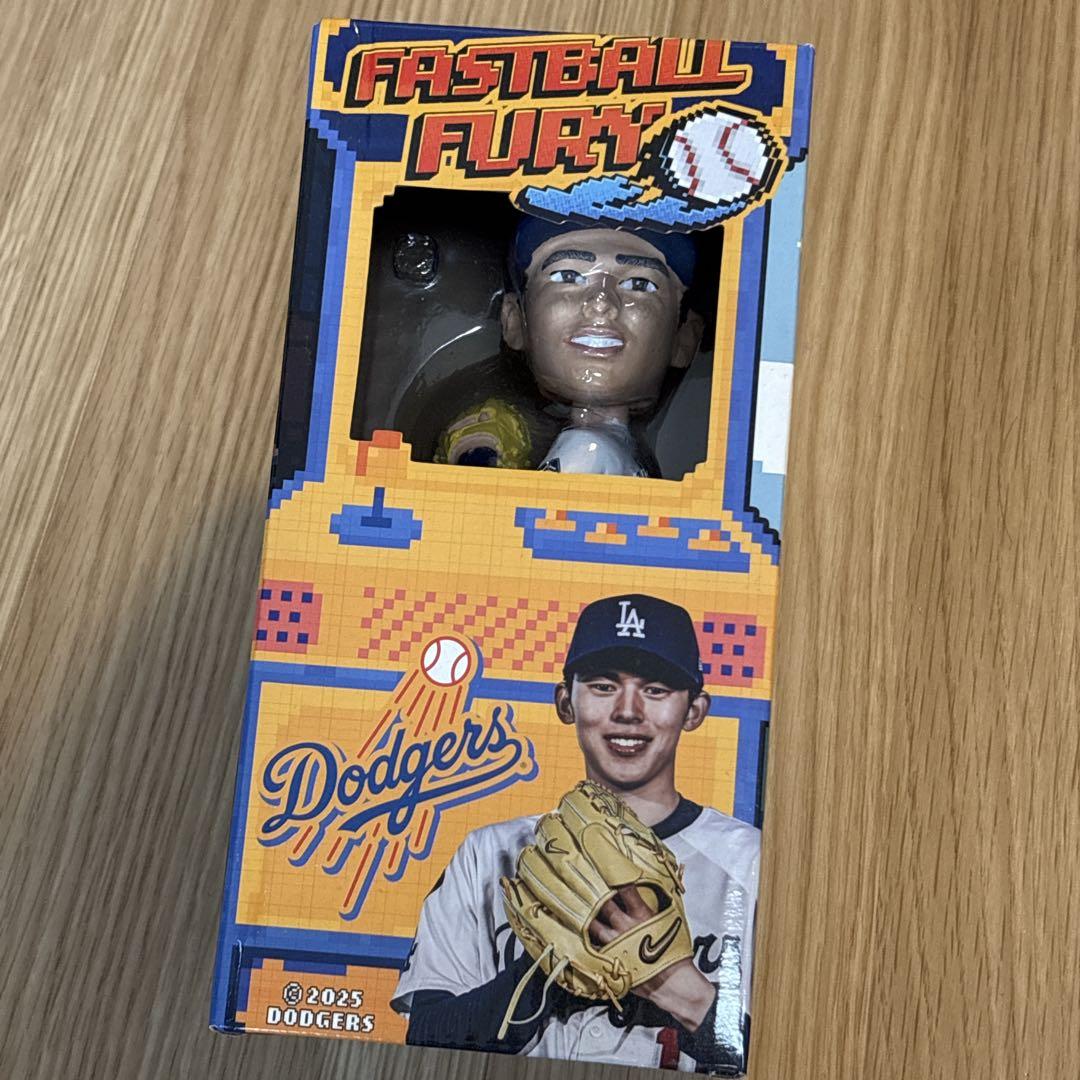 FASTBALL
FURY
LA
Dodgers
© 2025
DODGERS